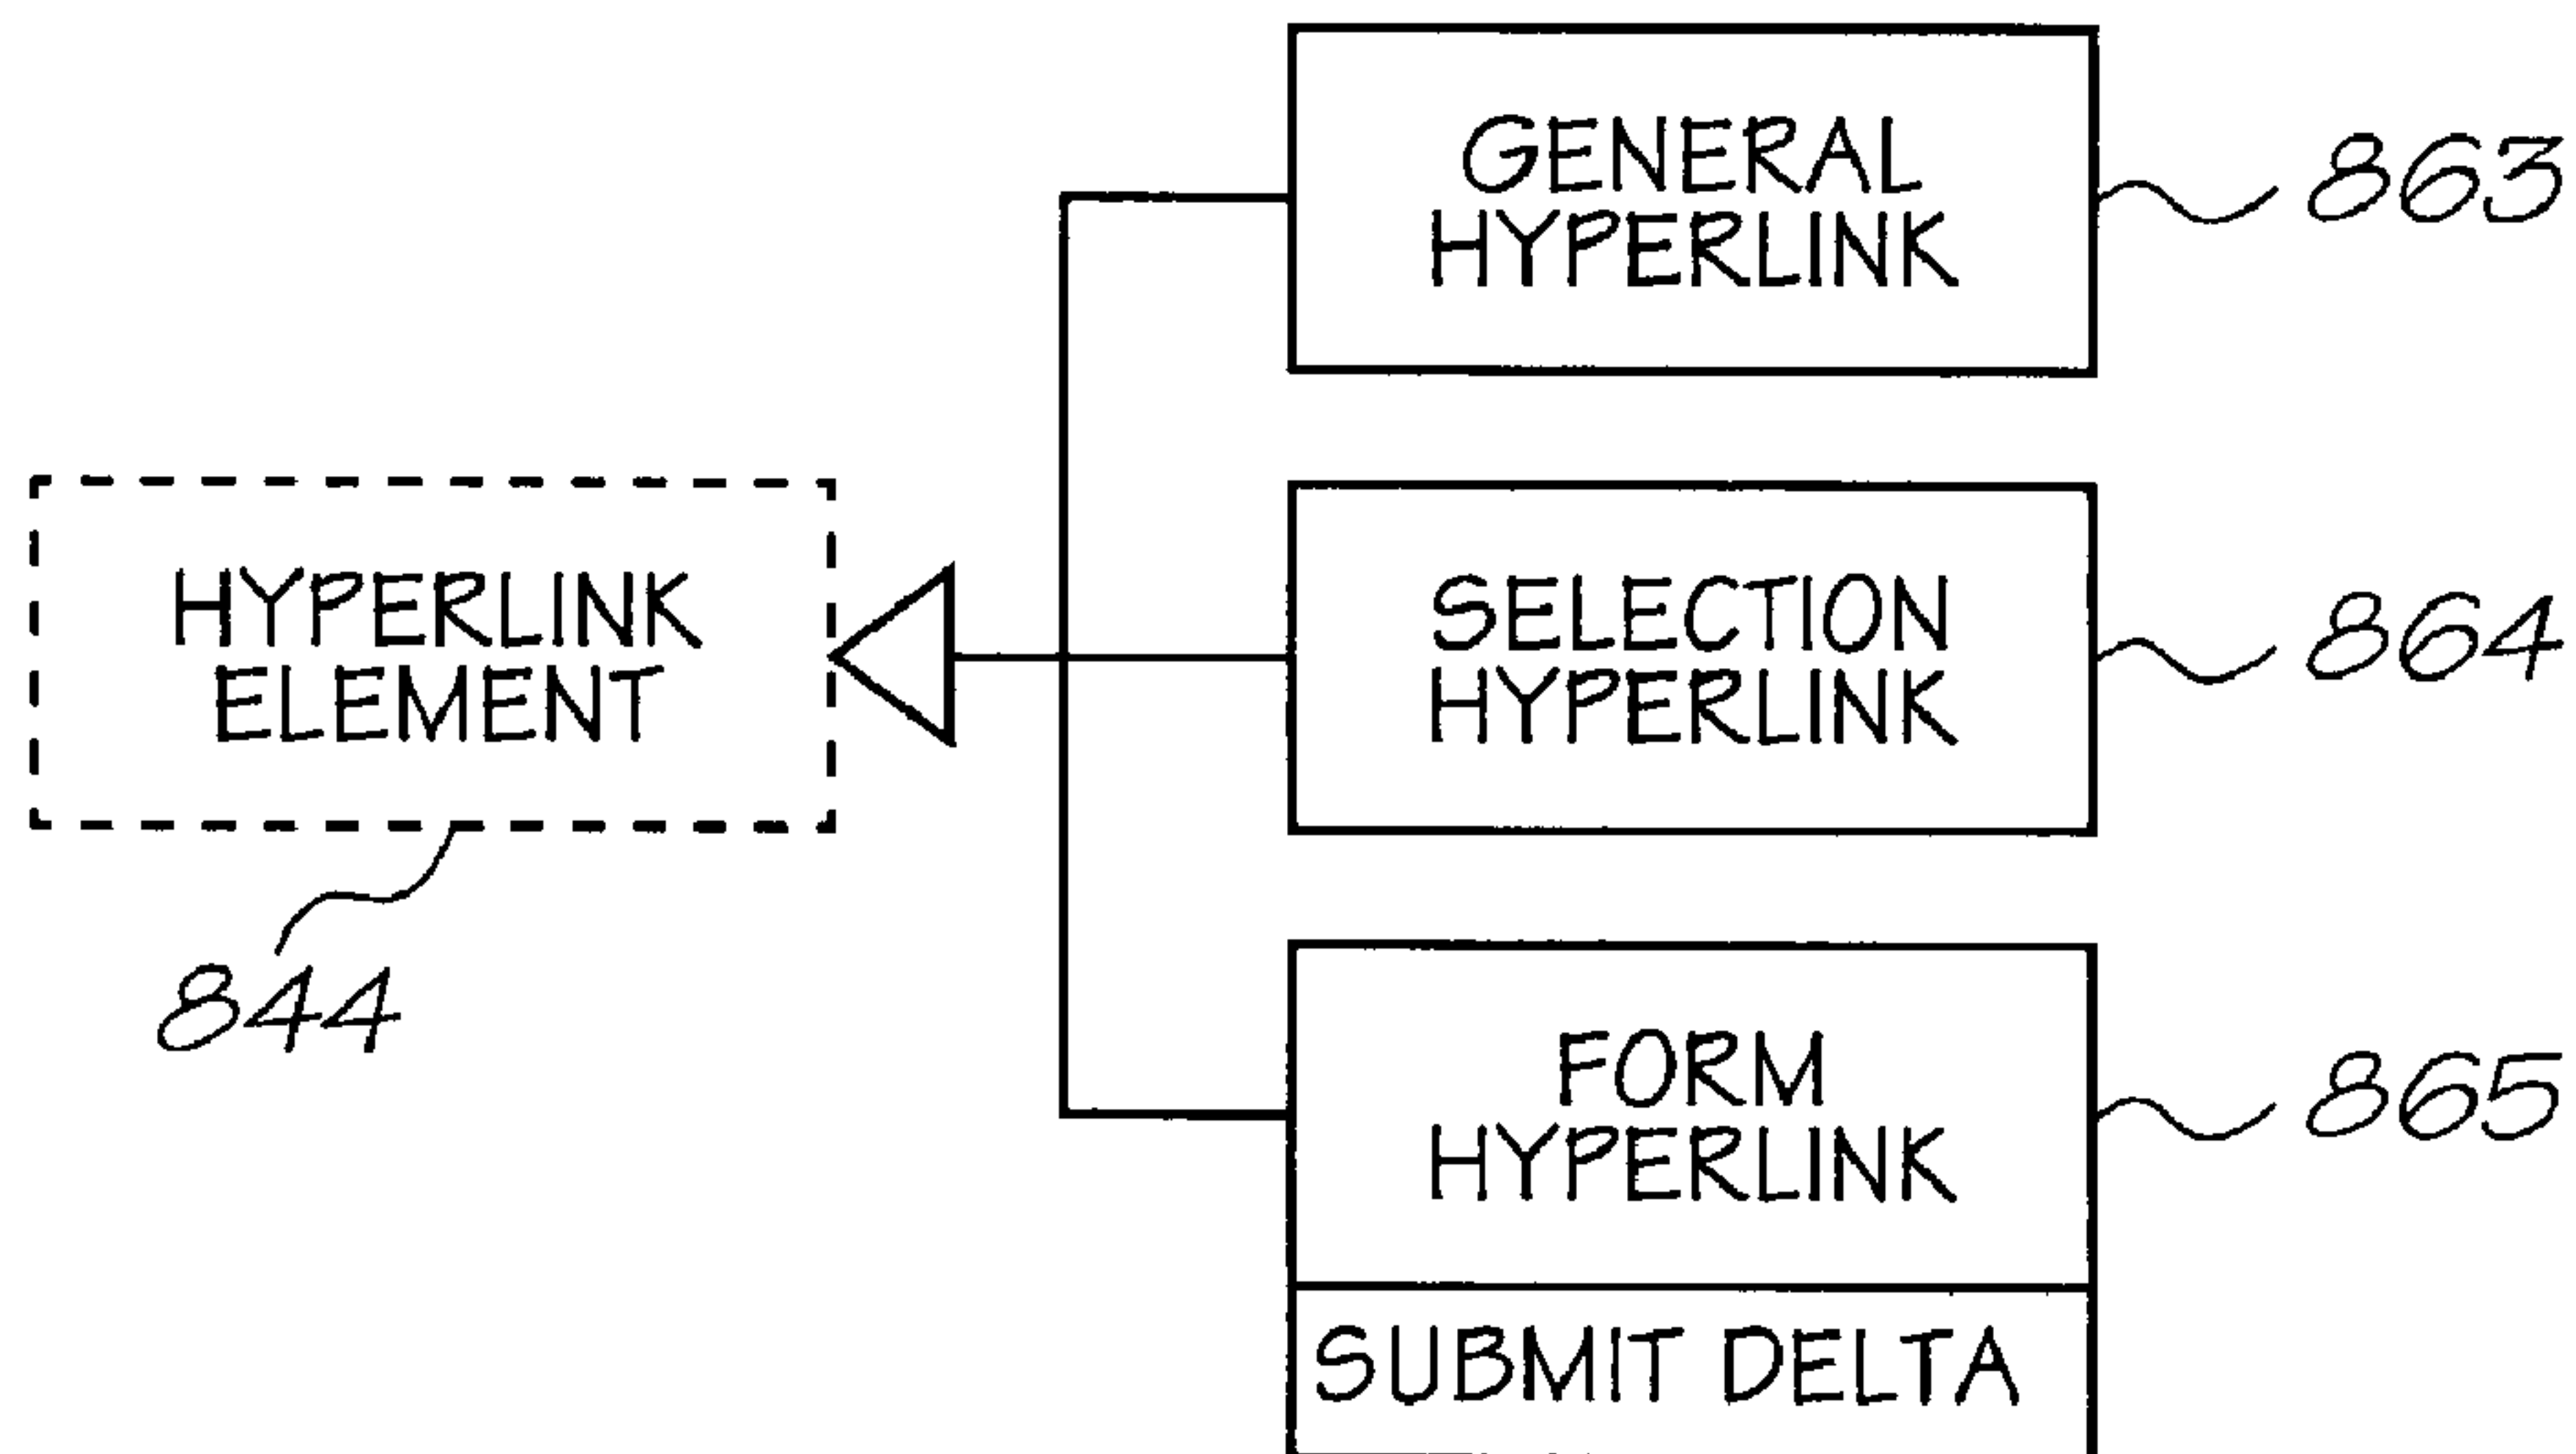 GENERAL
HYPERLINK
863
HYPERLINK
ELEMENT
844
SELECTION
HYPERLINK
864
FORM
HYPERLINK
865
SUBMIT DELTA